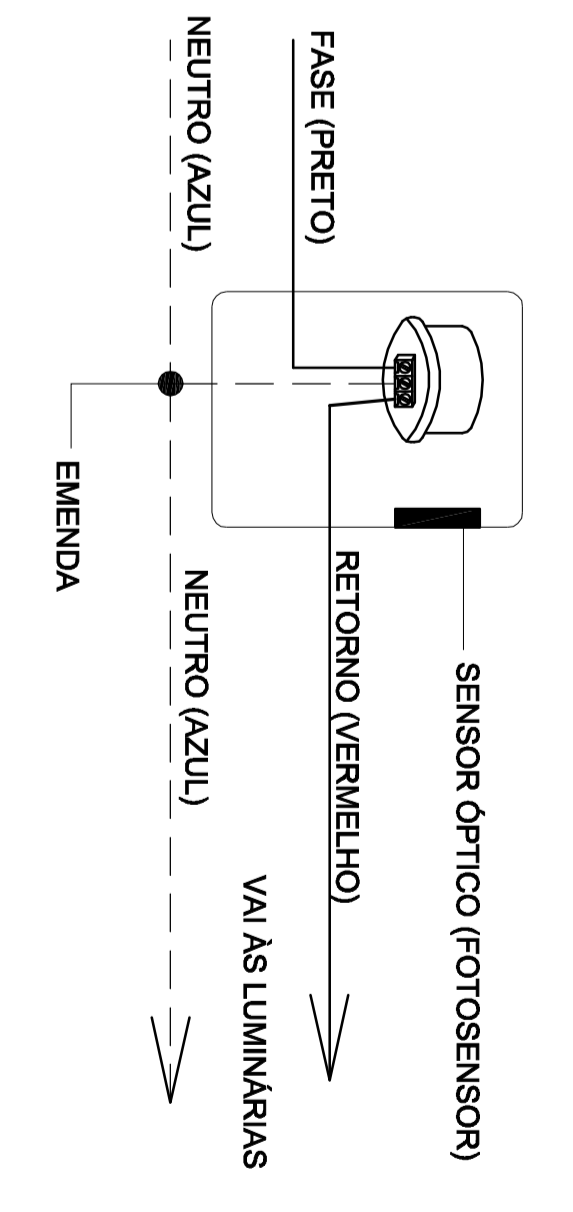 SENSOR ÓPTICO (FOTOSENSOR)
FASE (PRETO)
RETORNO (VERMELHO)
VAI ÀS LUMINÁRIAS
NEUTRO (AZUL)
NEUTRO (AZUL)
EMENDA